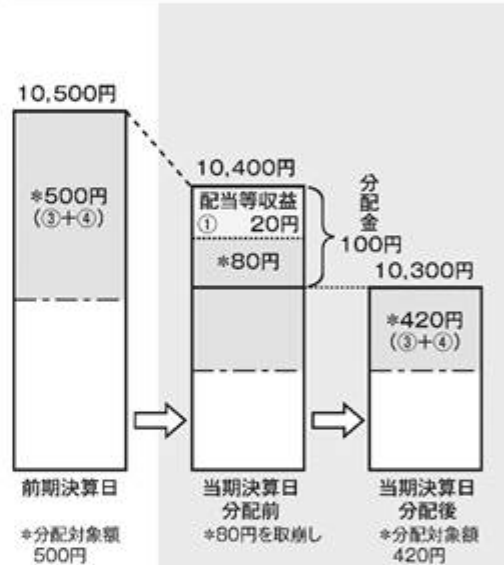 10,500円
*500円
(③+④)
前期決算日
*分配対象額
500円
10,400円
配当等収益
① 20円
*80円
分配金
100円
当期決算日
分配前
*80円を取崩し
10,300円
*420円
(③+④)
当期決算日
分配後
*分配対象額
420円